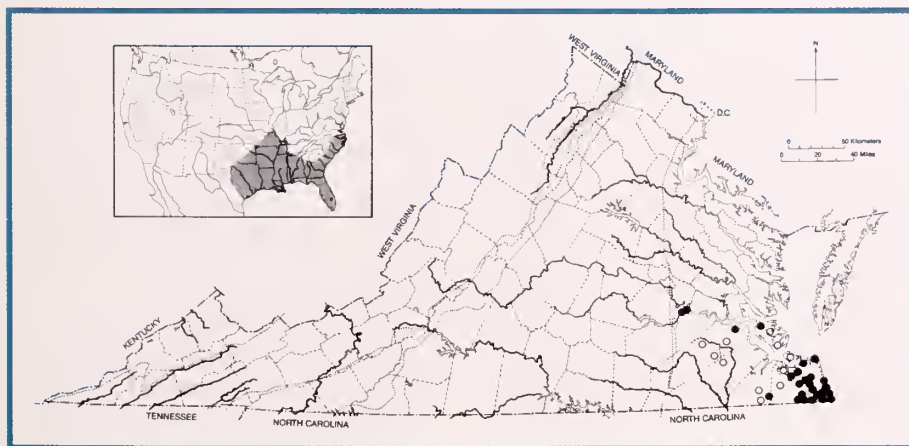 WEST VIRGINIA
MARYLAND
N
D.C.
0 50 Kilometers
0 20 40 Miles
MARYLAND
WEST VIRGINIA
KENTUCKY
TENNESSEE
NORTH CAROLINA
NORTH CAROLINA